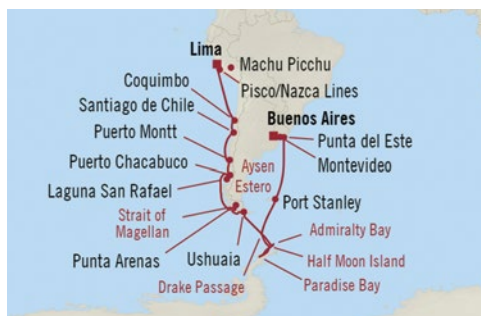 Lima
Machu Picchu
Pisco/Nazca Lines
Coquimbo
Santiago de Chile
Buenos Aires
Puerto Montt
Punta del Este
Montevideo
Puerto Chacabuco
Aysen
Estero
Laguna San Rafael
Port Stanley
Strait of
Magellan
Admiralty Bay
Punta Arenas
Ushuaia
Half Moon Island
Drake Passage
Paradise Bay